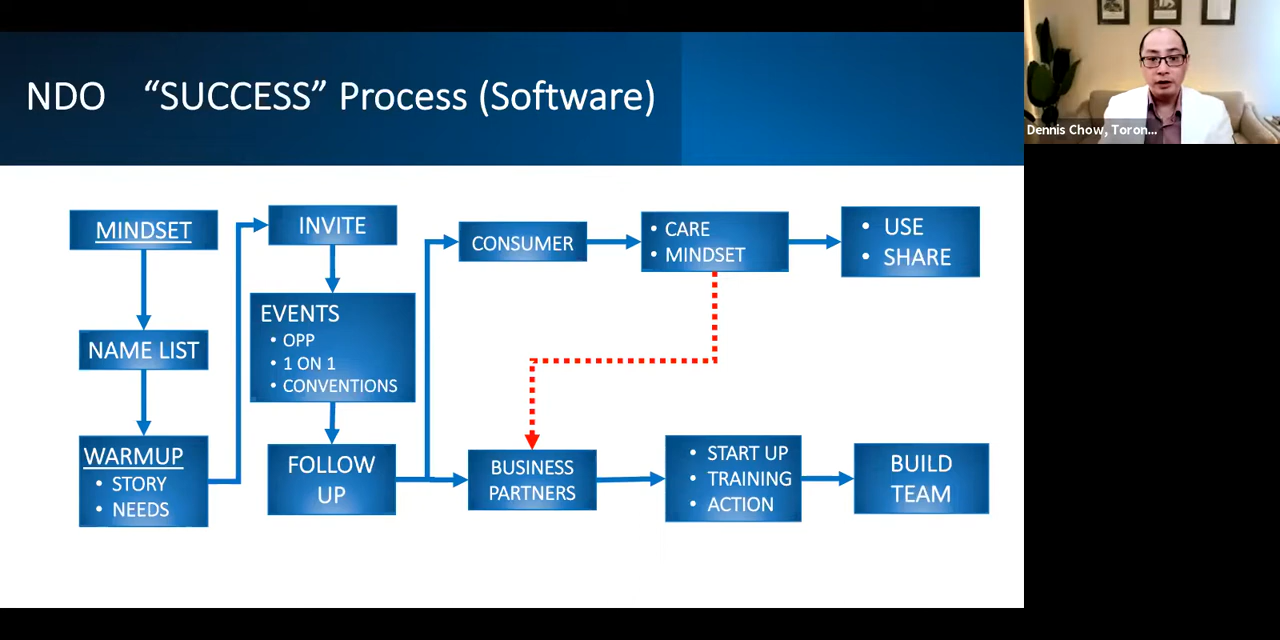 NDO “SUCCESS” Process (Software)
MINDSET
NAME LIST
WARMUP
• STORY
• NEEDS
INVITE
EVENTS
• OPP
• 1 ON 1
• CONVENTIONS
FOLLOW
UP
CONSUMER
• CARE
• MINDSET
• USE
• SHARE
BUSINESS
PARTNERS
• START UP
• TRAINING
• ACTION
BUILD
TEAM
Dennis Chow, Toron...